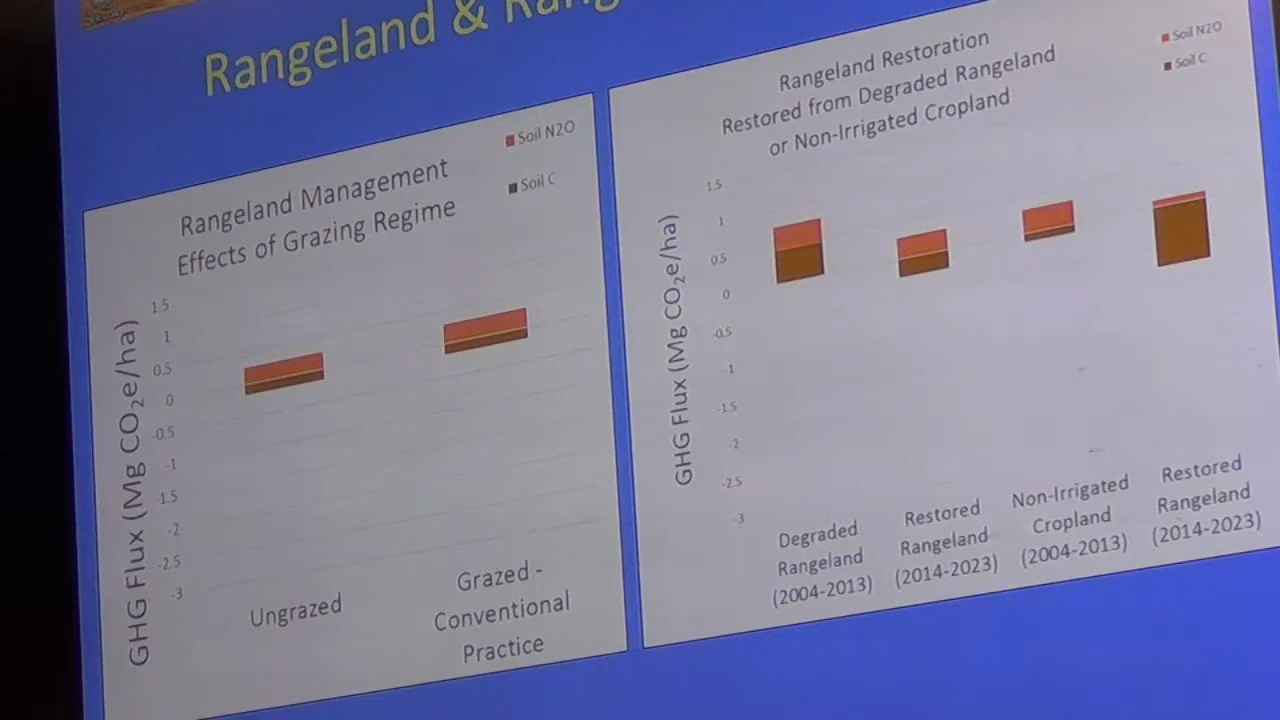 Rangeland &
Rangeland Management
Effects of Grazing Regime
Soil N2O
Soil C
GHG Flux (Mg CO₂e/ha)
1.5
1
0.5
0
-0.5
-1
-1.5
-2
-2.5
-3
Ungrazed
Grazed -
Conventional
Practice
Rangeland Restoration
Restored from Degraded Rangeland
or Non-Irrigated Cropland
Soil N2O
Soil C
GHG Flux (Mg CO₂e/ha)
1.5
1
0.5
0
-0.5
-1
-1.5
-2
-2.5
-3
Degraded
Rangeland
(2004-2013)
Restored
Rangeland
(2014-2023)
Non-Irrigated
Cropland
(2004-2013)
Restored
Rangeland
(2014-2023)